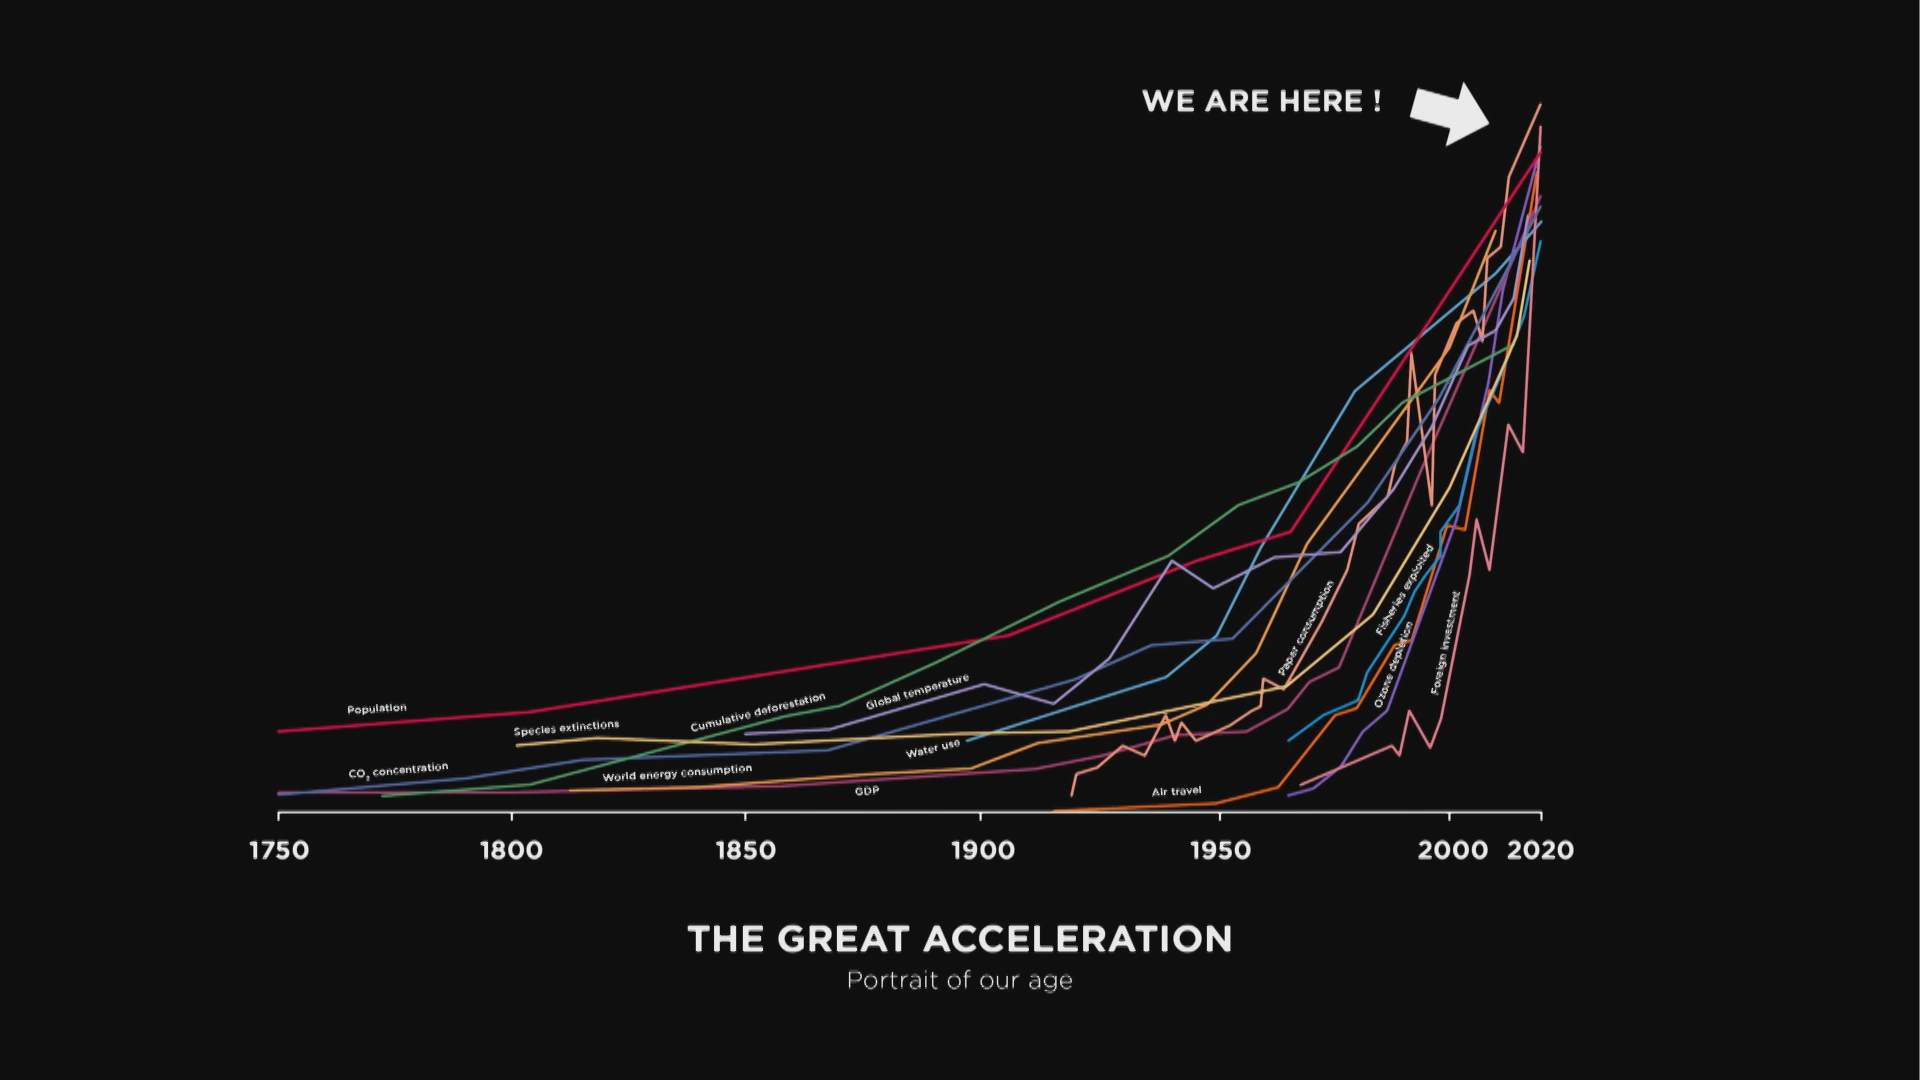 WE ARE HERE !
Population
Species extinctions
Cumulative deforestation
Global temperature
CO₂ concentration
World energy consumption
Water use
GDP
Air travel
Paper consumption
Fisheries exploited
Ozone depletion
Foreign investment
1750 1800 1850 1900 1950 2000 2020
THE GREAT ACCELERATION
Portrait of our age